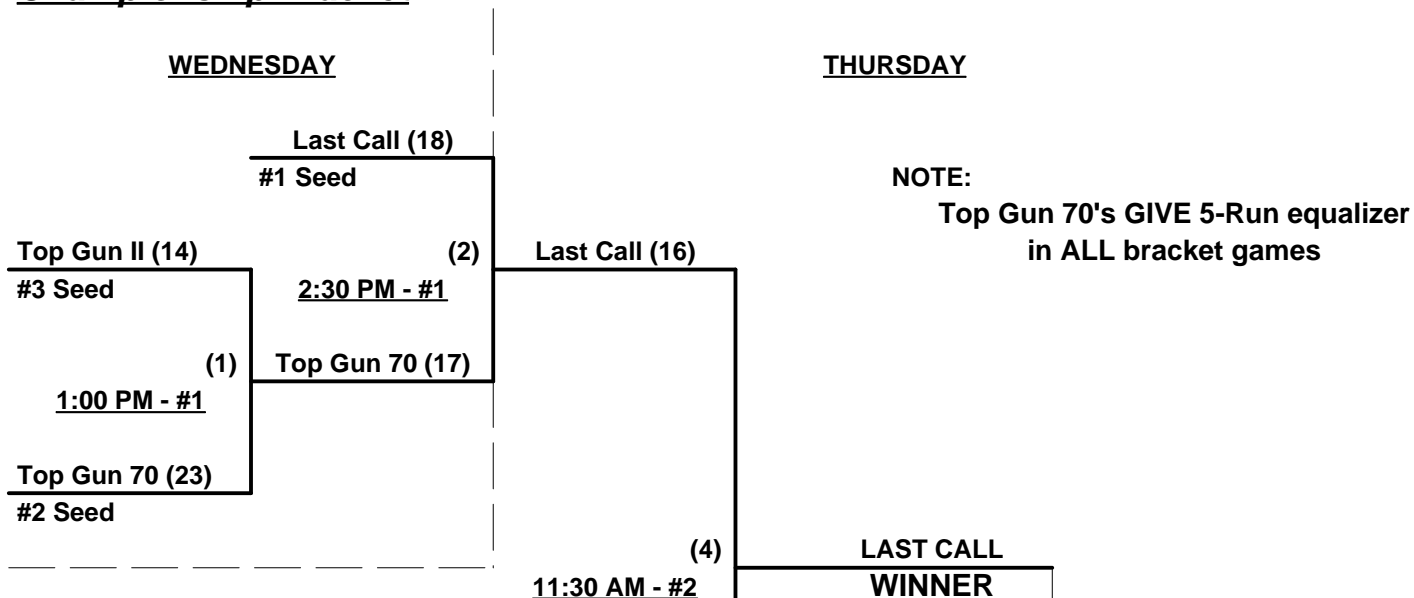 WEDNESDAY
THURSDAY
Last Call (18)
#1 Seed
NOTE:
Top Gun 70's GIVE 5-Run equalizer
in ALL bracket games
Top Gun II (14)
#3 Seed
(2)
2:30 PM - #1
Last Call (16)
(1)
1:00 PM - #1
Top Gun 70 (17)
Top Gun 70 (23)
#2 Seed
(4)
11:30 AM - #2
LAST CALL
WINNER